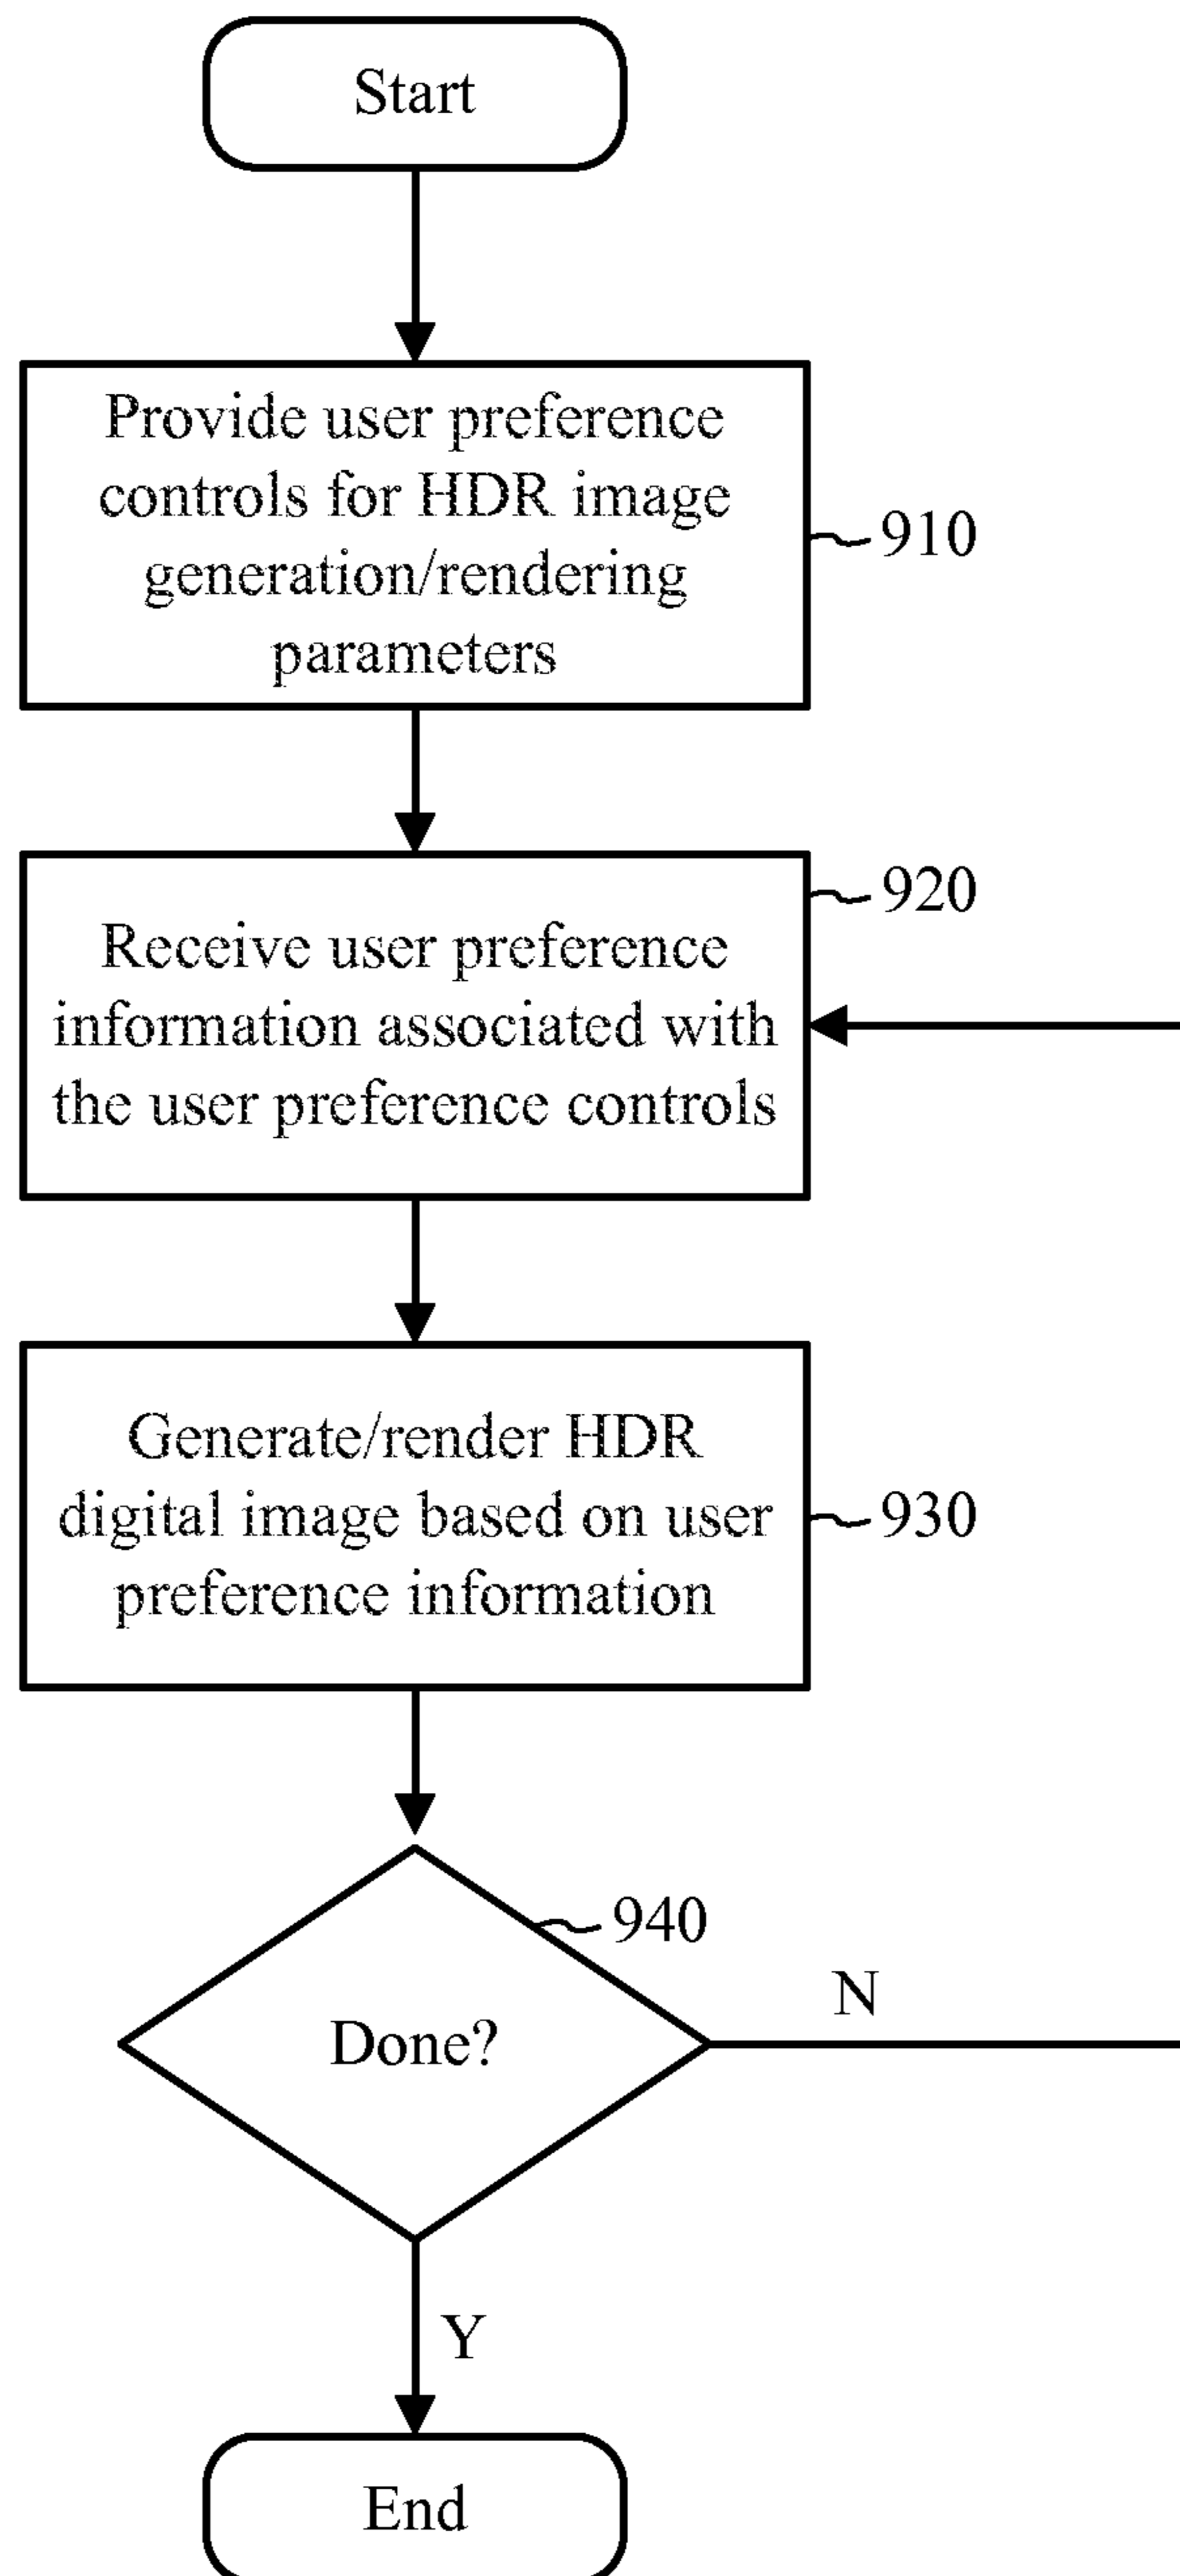 Start
Provide user preference
controls for HDR image
generation/rendering
parameters
910
920
Receive user preference
information associated with
the user preference controls
Generate/render HDR
digital image based on user
preference information
930
940
Done?
N
Y
End